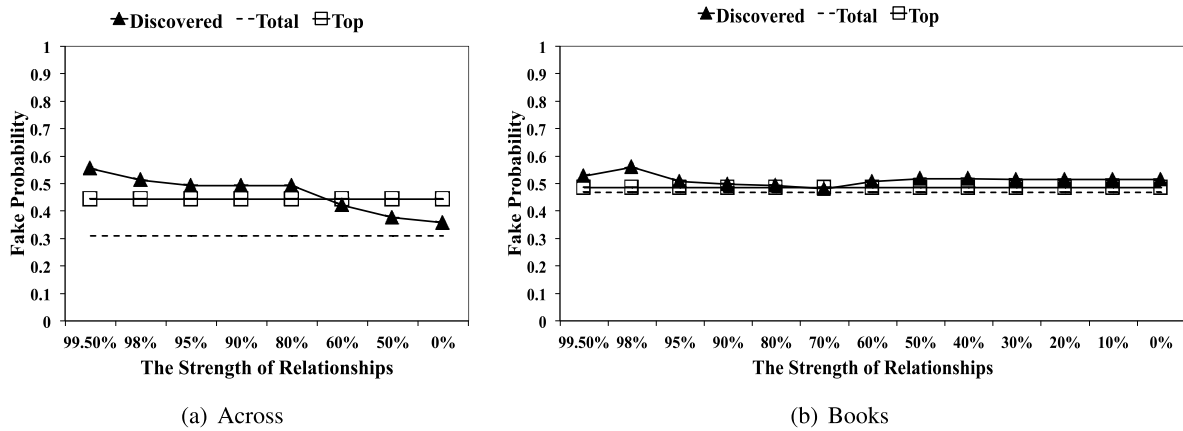 Discovered Total Top
Fake Probability
1
0.9
0.8
0.7
0.6
0.5
0.4
0.3
0.2
0.1
0
99.50% 98% 95% 90% 80% 60% 50% 0%
The Strength of Relationships
(a) Across
Discovered Total Top
Fake Probability
1
0.9
0.8
0.7
0.6
0.5
0.4
0.3
0.2
0.1
0
99.50% 98% 95% 90% 80% 70% 60% 50% 40% 30% 20% 10% 0%
The Strength of Relationships
(b) Books